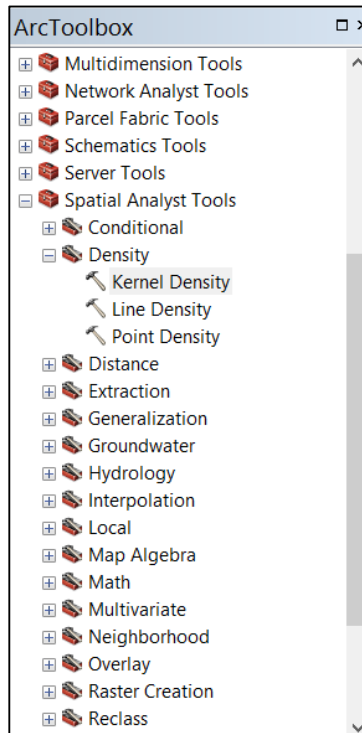 ArcToolbox
Multidimension Tools
Network Analyst Tools
Parcel Fabric Tools
Schematics Tools
Server Tools
Spatial Analyst Tools
Conditional
Density
Kernel Density
Line Density
Point Density
Distance
Extraction
Generalization
Groundwater
Hydrology
Interpolation
Local
Map Algebra
Math
Multivariate
Neighborhood
Overlay
Raster Creation
Reclass